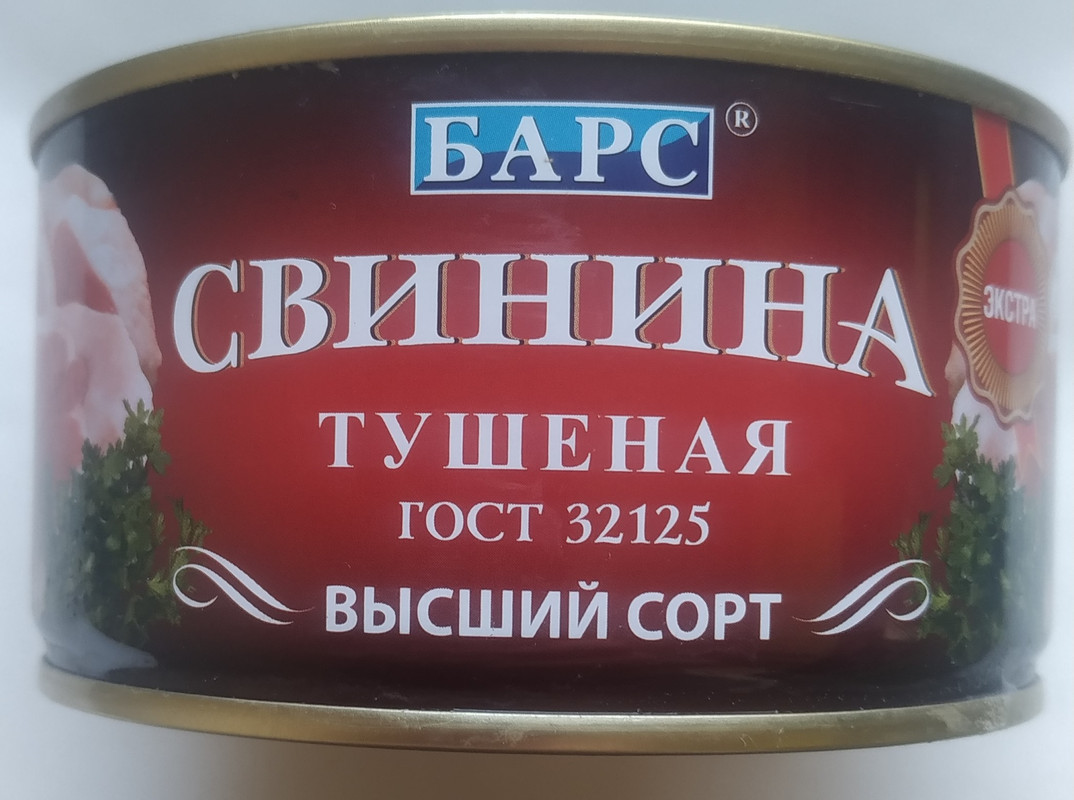 БАРС ®
СВИНИНА
ЭКСТРА
ТУШЕНАЯ
ГОСТ 32125
ВЫСШИЙ СОРТ